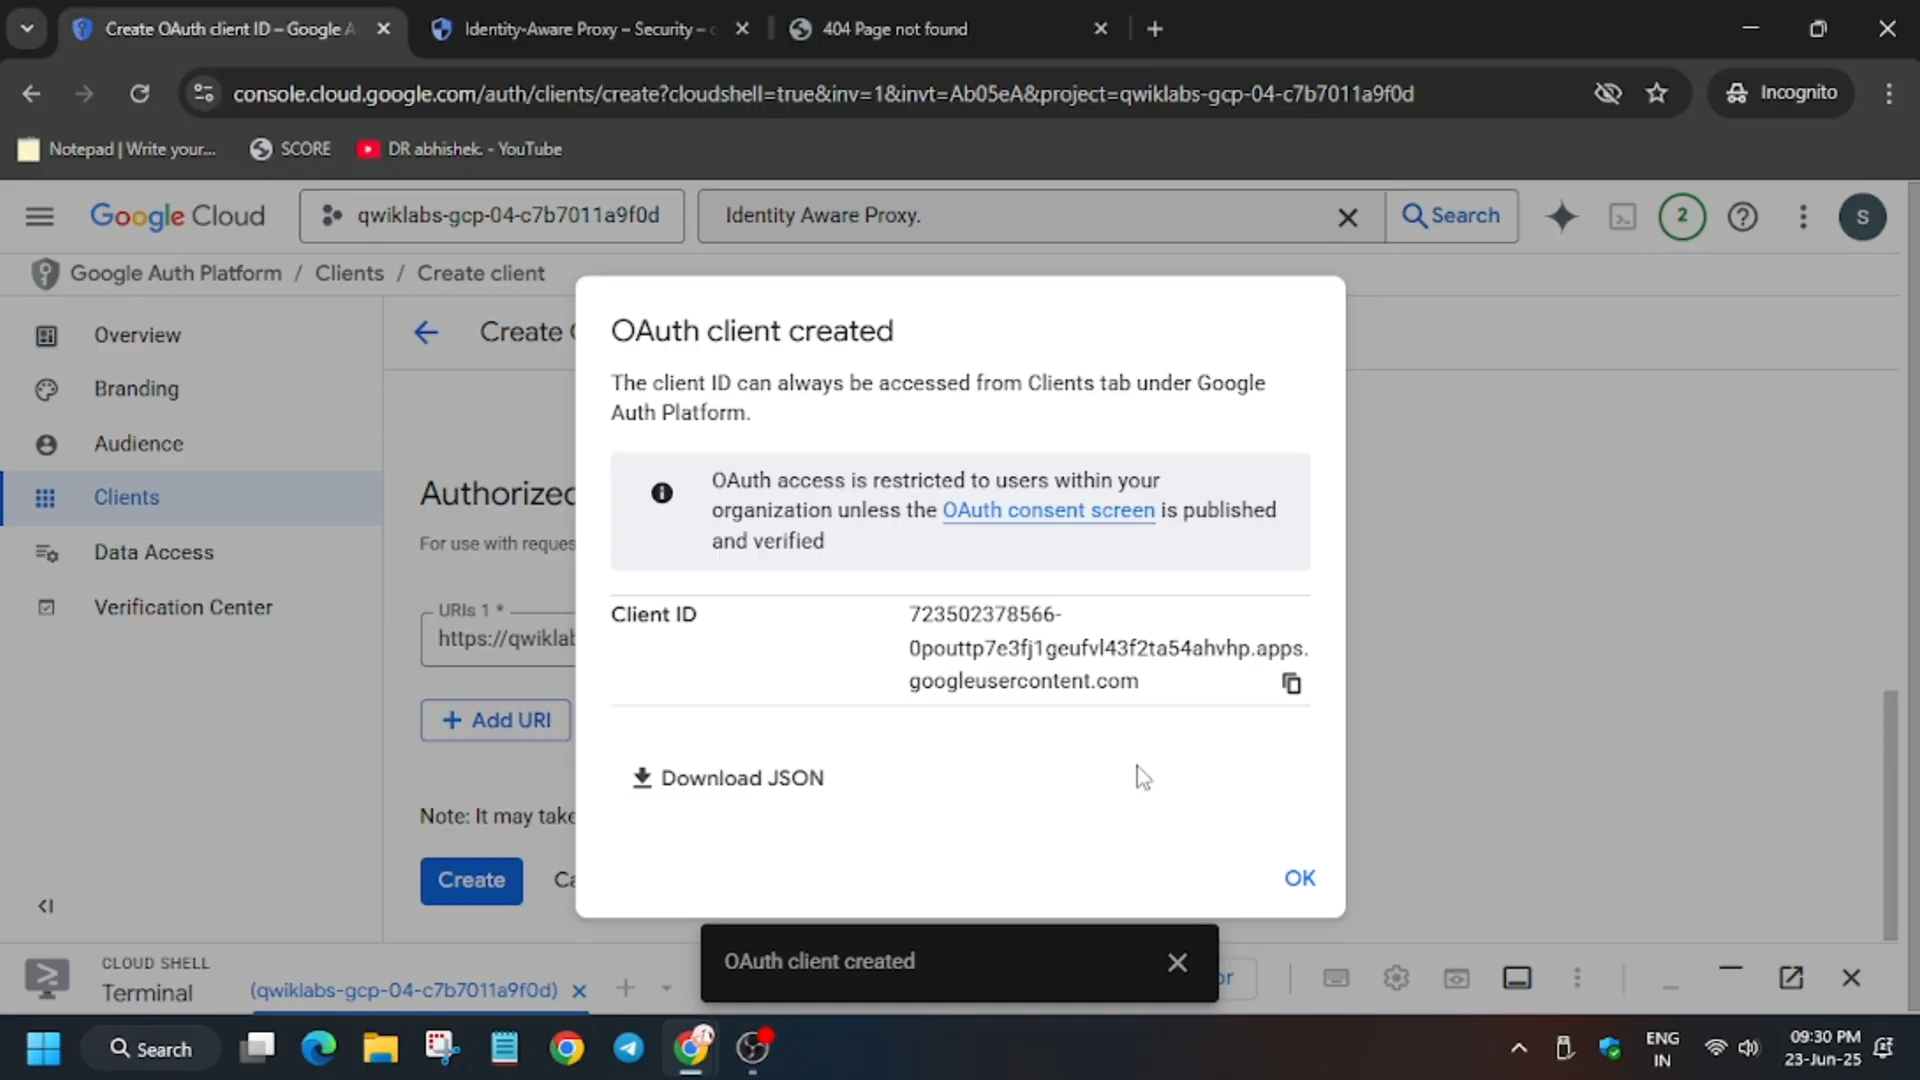 Create OAuth client ID – Google A
Identity-Aware Proxy – Security –
404 Page not found
console.cloud.google.com/auth/clients/create?cloudshell=true&inv=1&invt=Ab05eA&project=qwiklabs-gcp-04-c7b7011a9f0d
Incognito
Notepad | Write your...
SCORE
DR abhishek. - YouTube
Google Cloud
qwiklabs-gcp-04-c7b7011a9f0d
Identity Aware Proxy.
Search
2
S
Google Auth Platform / Clients / Create client
Overview
Branding
Audience
Clients
Data Access
Verification Center
Create
Authorized
For use with reques
URIs 1 *
https://qwiklab
+ Add URI
Note: It may take
Create
Ca
OAuth client created
The client ID can always be accessed from Clients tab under Google
Auth Platform.
OAuth access is restricted to users within your
organization unless the OAuth consent screen is published
and verified
Client ID
723502378566-
0pouttp7e3fj1geufvl43f2ta54ahvhp.apps.
googleusercontent.com
Download JSON
OK
OAuth client created
CLOUD SHELL
Terminal
(qwiklabs-gcp-04-c7b7011a9f0d)
or
Search
ENG
IN
09:30 PM
23-Jun-25